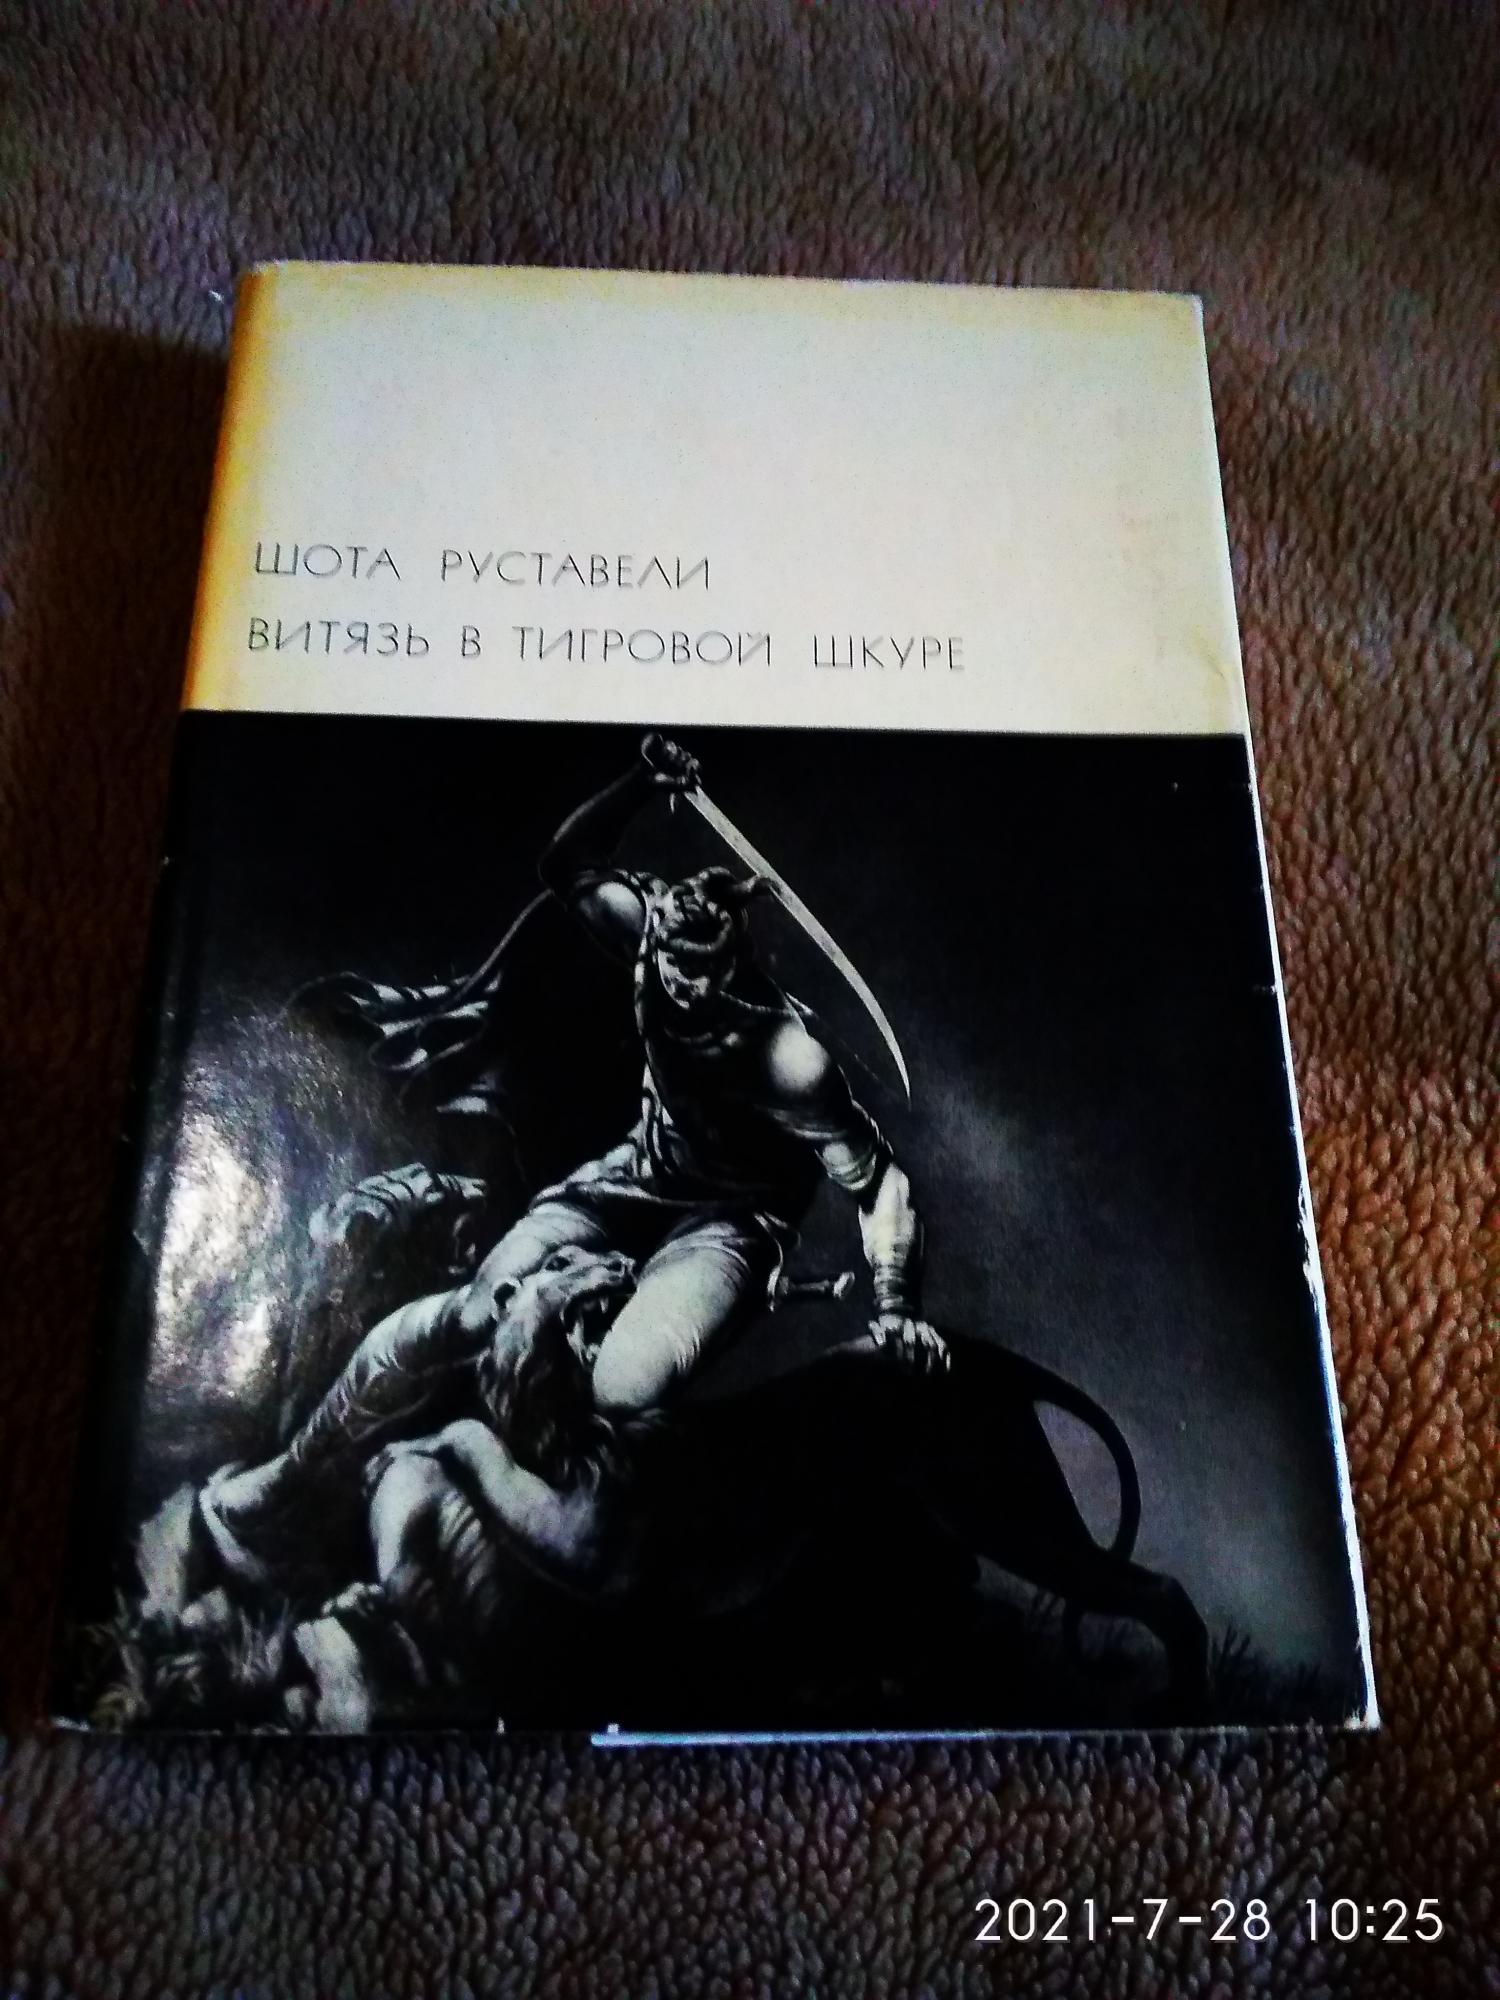 ШОТА РУСТАВЕЛИ
ВИТЯЗЬ В ТИГРОВОЙ ШКУРЕ
2021-7-28 10:25